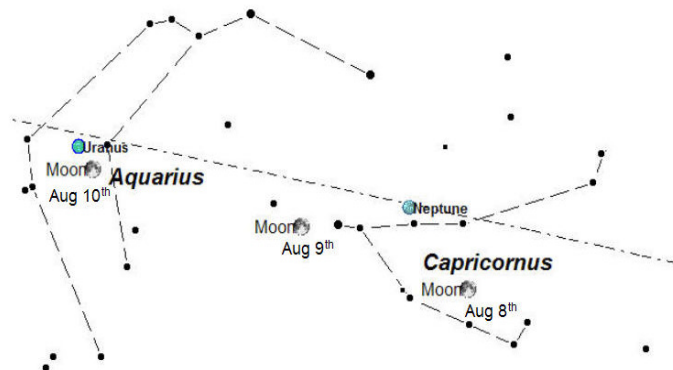 Uranus
Moon
Aug 10th
Aquarius
Neptune
Moon
Aug 9th
Capricornus
Moon
Aug 8th